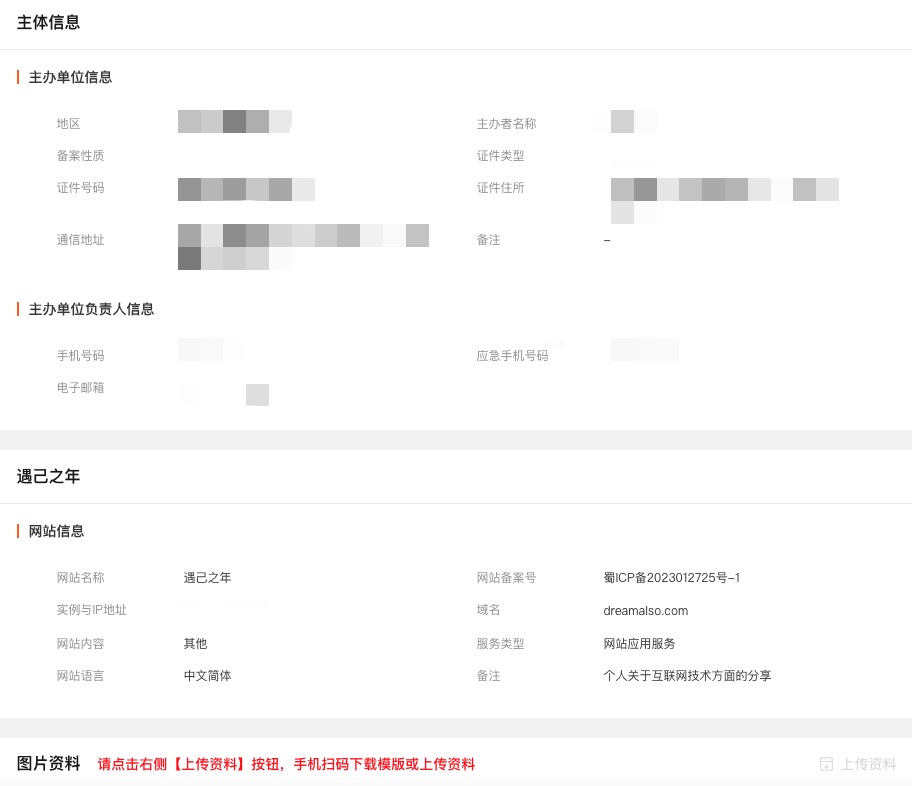 主体信息
主办单位信息
地区
主办者名称
备案性质
证件类型
证件号码
证件住所
通信地址
备注 –
主办单位负责人信息
手机号码
应急手机号码
电子邮箱
遇己之年
网站信息
网站名称 遇己之年
网站备案号 蜀ICP备2023012725号-1
实例与IP地址
域名 dreamalso.com
网站内容 其他
服务类型 网站应用服务
网站语言 中文简体
备注 个人关于互联网技术方面的分享
图片资料 请点击右侧【上传资料】按钮，手机扫码下载模版或上传资料
上传资料